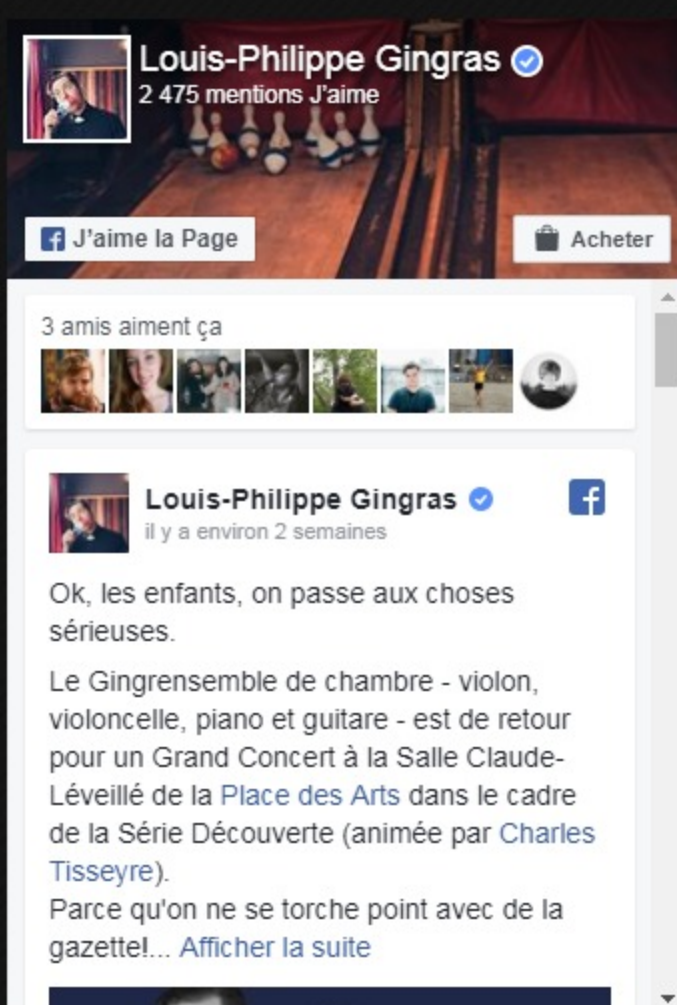 Louis-Philippe Gingras
2 475 mentions J'aime
J'aime la Page
Acheter
3 amis aiment ça
Louis-Philippe Gingras
il y a environ 2 semaines
Ok, les enfants, on passe aux choses
sérieuses.
Le Gingrensemble de chambre - violon,
violoncelle, piano et guitare - est de retour
pour un Grand Concert à la Salle Claude-
Léveillé de la Place des Arts dans le cadre
de la Série Découverte (animée par Charles
Tisseyre).
Parce qu'on ne se torche point avec de la
gazette!... Afficher la suite